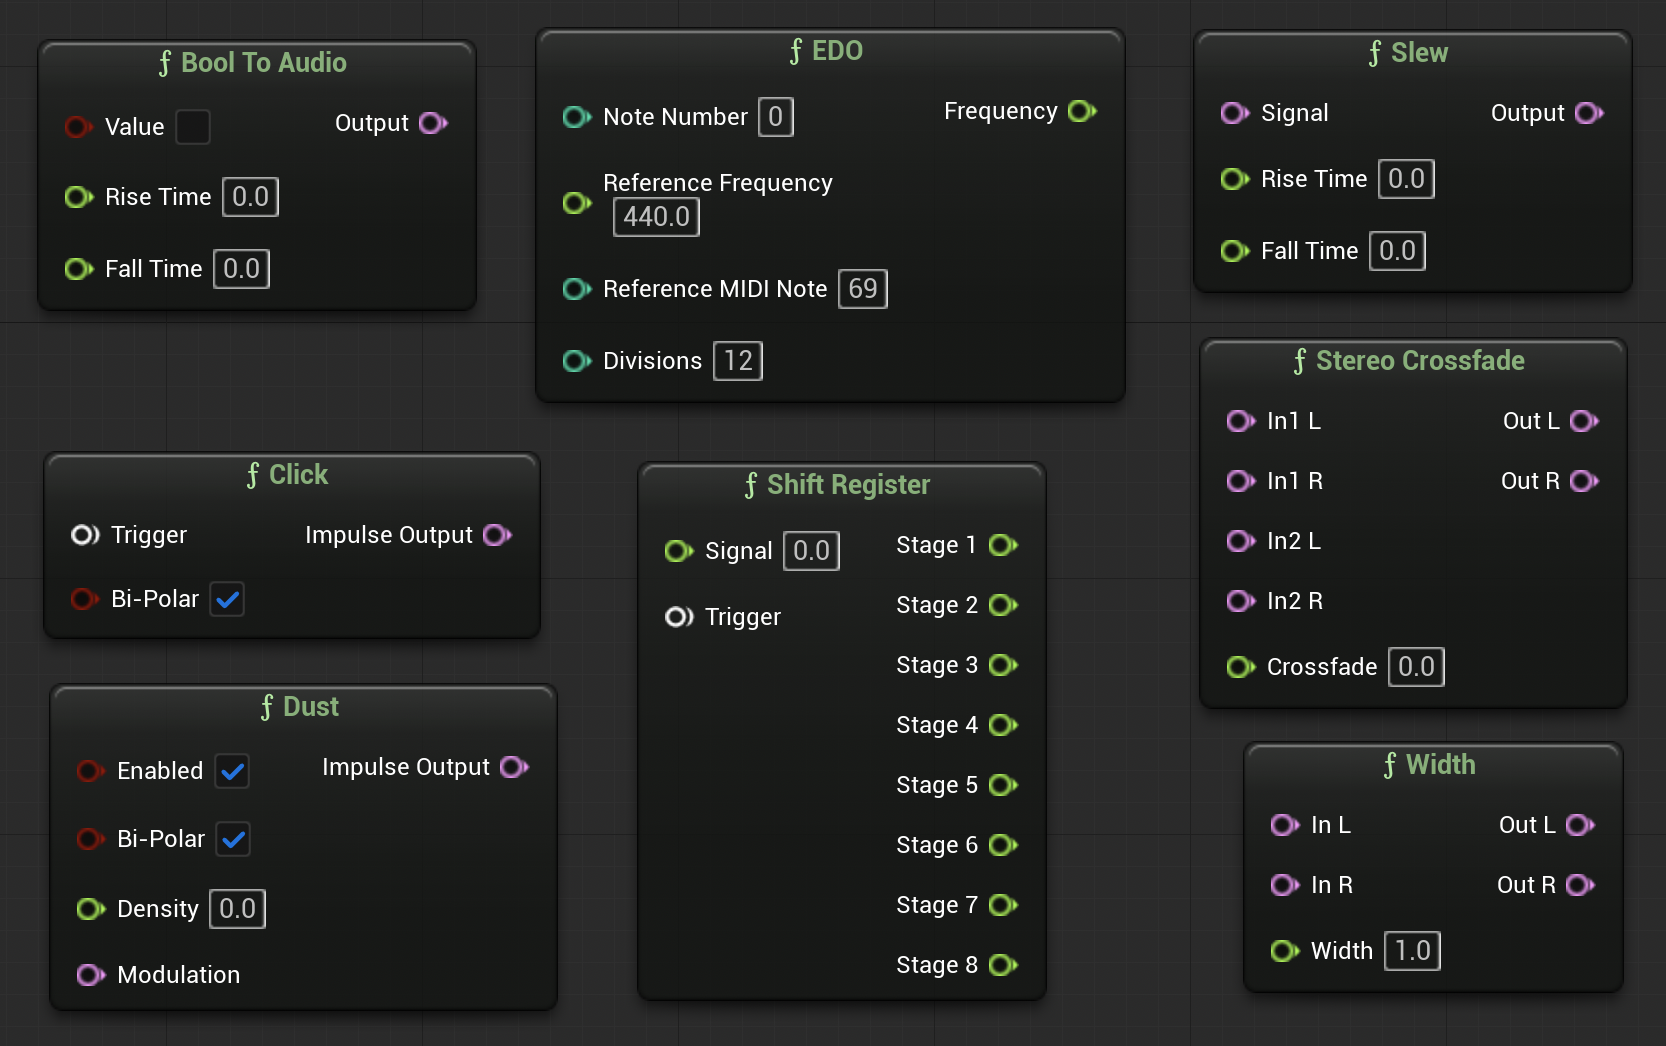 ƒ Bool To Audio
Value
Output
Rise Time 0.0
Fall Time 0.0
ƒ EDO
Note Number 0
Frequency
Reference Frequency
440.0
Reference MIDI Note 69
Divisions 12
ƒ Slew
Signal
Output
Rise Time 0.0
Fall Time 0.0
ƒ Click
Trigger
Impulse Output
Bi-Polar
ƒ Shift Register
Signal 0.0
Trigger
Stage 1
Stage 2
Stage 3
Stage 4
Stage 5
Stage 6
Stage 7
Stage 8
ƒ Stereo Crossfade
In1 L
Out L
In1 R
Out R
In2 L
In2 R
Crossfade 0.0
ƒ Dust
Enabled
Impulse Output
Bi-Polar
Density 0.0
Modulation
ƒ Width
In L
Out L
In R
Out R
Width 1.0